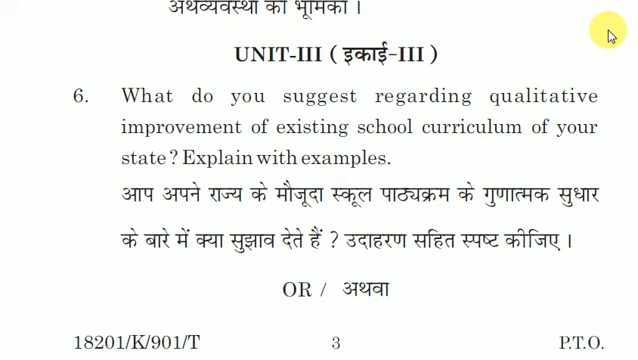 अर्थव्यवस्था की भूमिका ।
UNIT-III ( इकाई-III )
6. What do you suggest regarding qualitative
improvement of existing school curriculum of your
state ? Explain with examples.
आप अपने राज्य के मौजूदा स्कूल पाठ्यक्रम के गुणात्मक सुधार
के बारे में क्या सुझाव देते हैं ? उदाहरण सहित स्पष्ट कीजिए ।
OR / अथवा
18201/K/901/T 3 P.T.O.